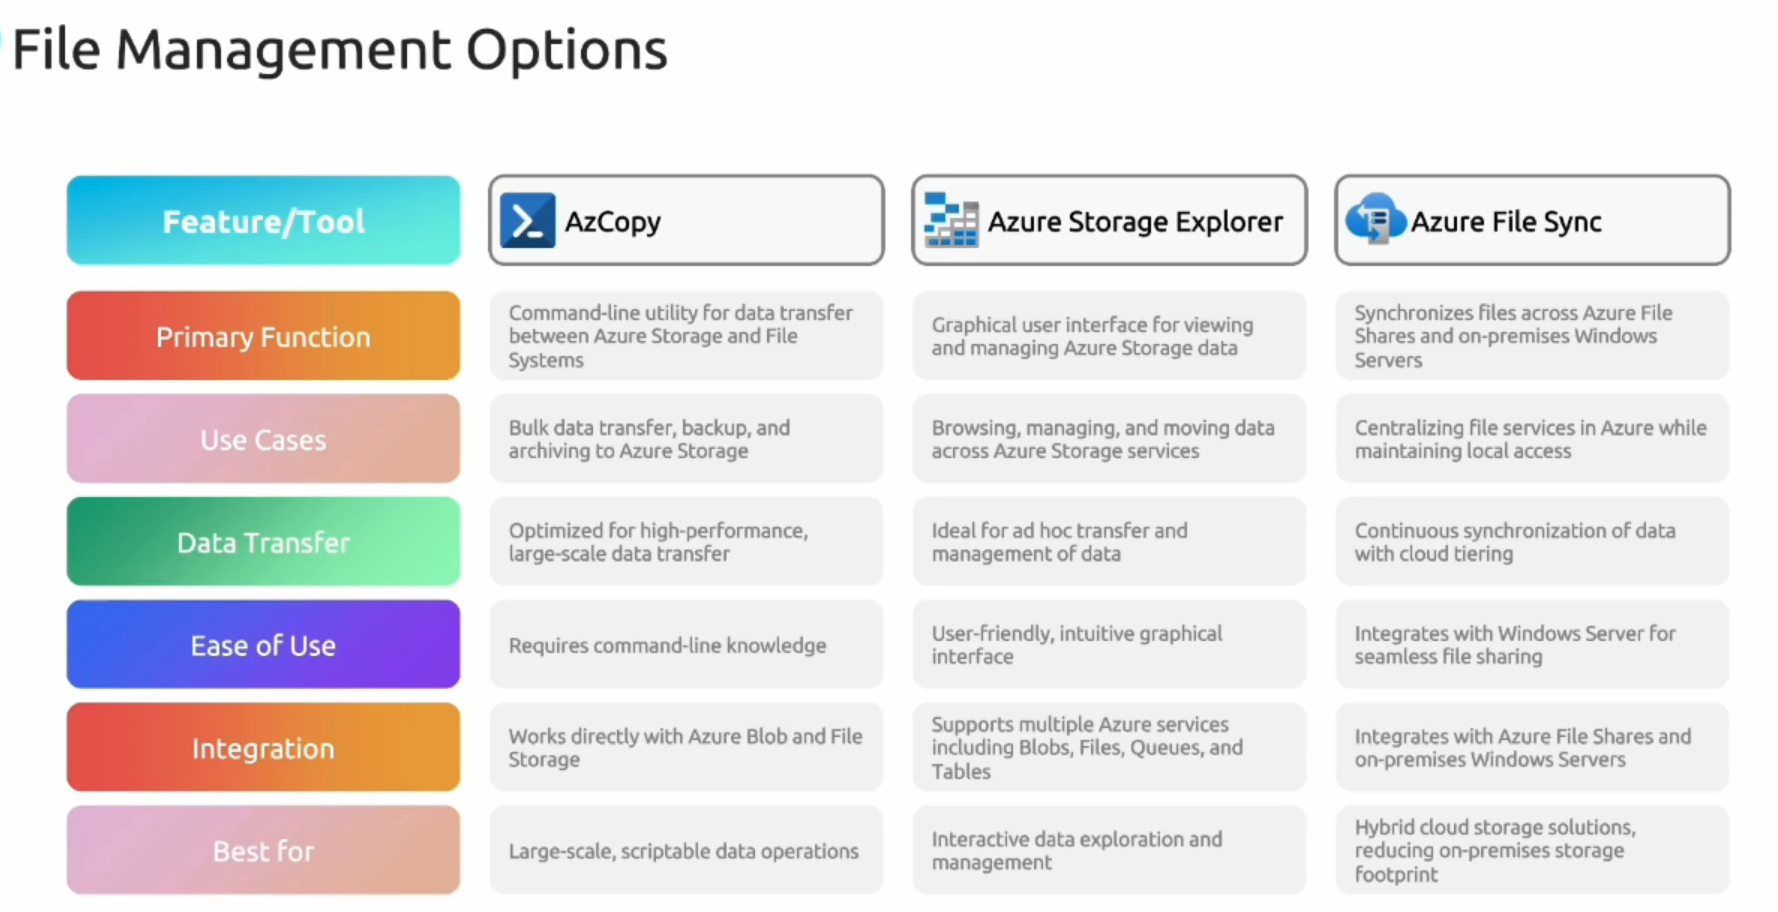 File Management Options
Feature/Tool
AzCopy
Azure Storage Explorer
Azure File Sync
Primary Function
Command-line utility for data transfer
between Azure Storage and File
Systems
Graphical user interface for viewing
and managing Azure Storage data
Synchronizes files across Azure File
Shares and on-premises Windows
Servers
Use Cases
Bulk data transfer, backup, and
archiving to Azure Storage
Browsing, managing, and moving data
across Azure Storage services
Centralizing file services in Azure while
maintaining local access
Data Transfer
Optimized for high-performance,
large-scale data transfer
Ideal for ad hoc transfer and
management of data
Continuous synchronization of data
with cloud tiering
Ease of Use
Requires command-line knowledge
User-friendly, intuitive graphical
interface
Integrates with Windows Server for
seamless file sharing
Integration
Works directly with Azure Blob and File
Storage
Supports multiple Azure services
including Blobs, Files, Queues, and
Tables
Integrates with Azure File Shares and
on-premises Windows Servers
Best for
Large-scale, scriptable data operations
Interactive data exploration and
management
Hybrid cloud storage solutions,
reducing on-premises storage
footprint